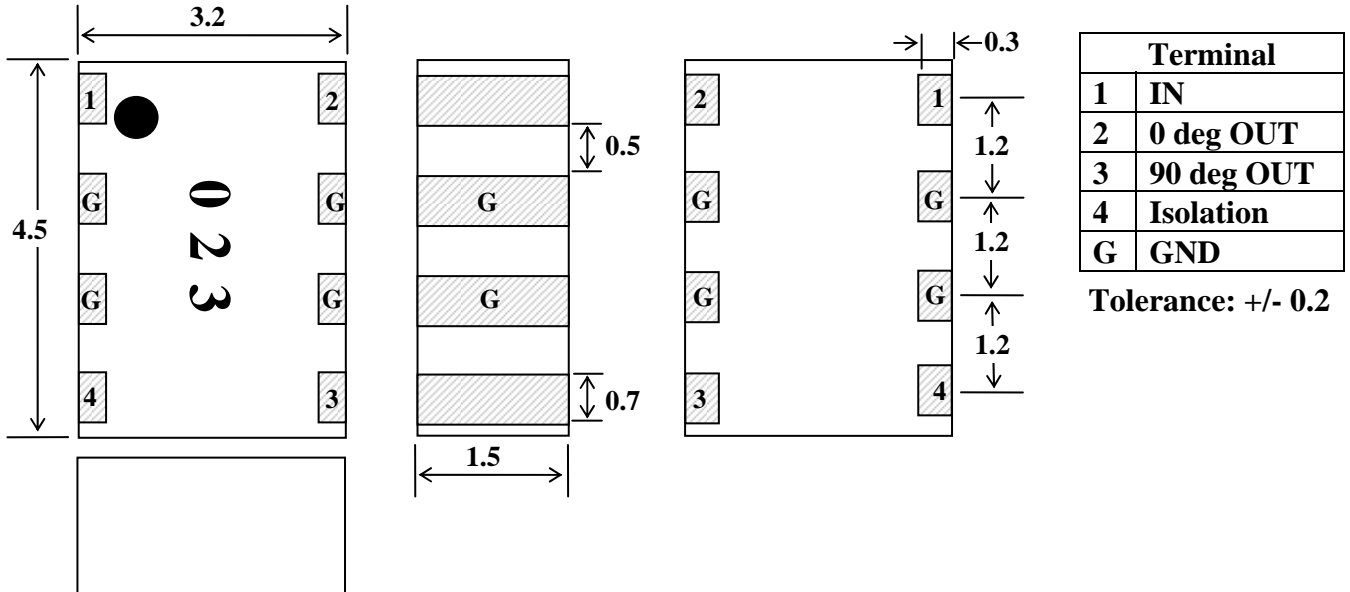 3.2
4.5
1
2
G
G
G
G
4
3
0 2 3
0.5
G
G
0.7
1.5
0.3
2
1
G
G
G
G
3
4
1.2
1.2
1.2
Terminal
1 IN
2 0 deg OUT
3 90 deg OUT
4 Isolation
G GND
Tolerance: +/- 0.2